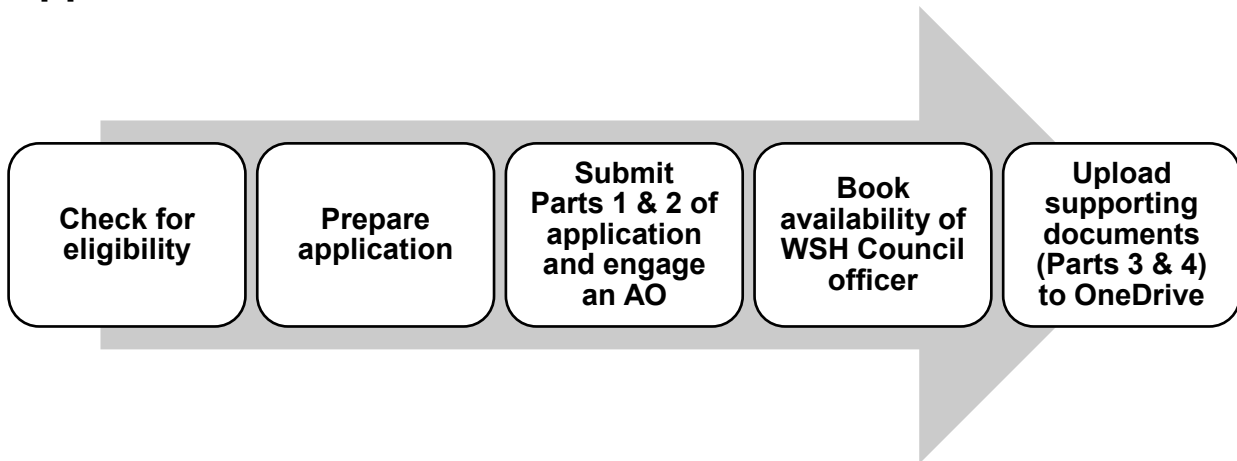 Check for
eligibility
Prepare
application
Submit
Parts 1 & 2 of
application
and engage
an AO
Book
availability of
WSH Council
officer
Upload
supporting
documents
(Parts 3 & 4)
to OneDrive